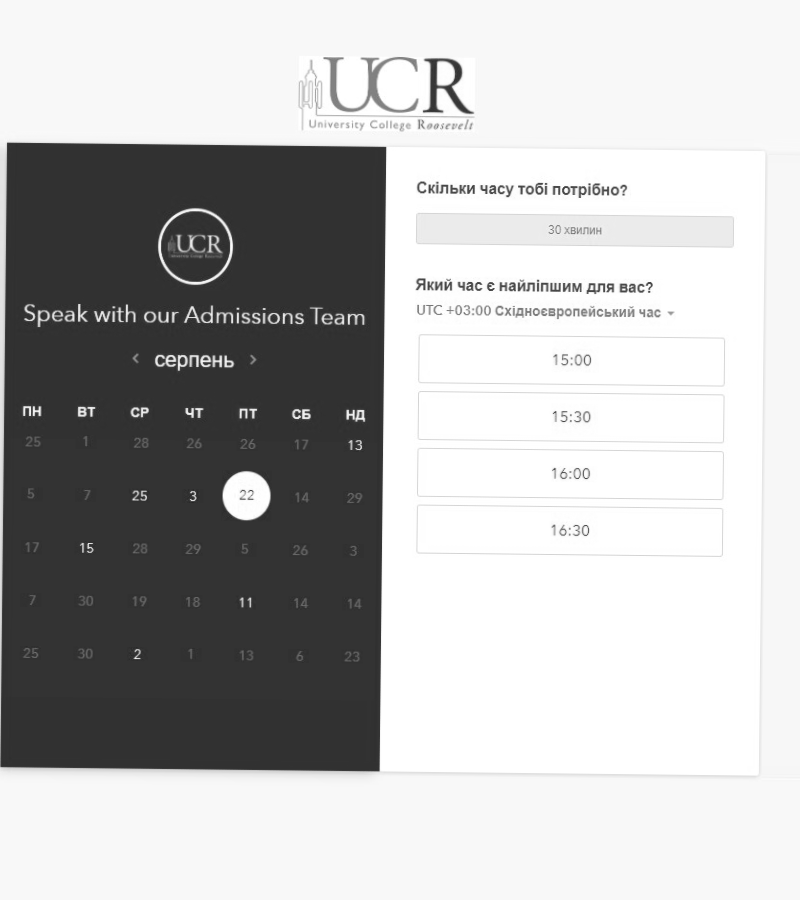 UCR
University College Roosevelt
UCR
University College Roosevelt
Speak with our Admissions Team
серпень
ПН ВТ СР ЧТ ПТ СБ НД
25 1 28 26 26 17 13
5 7 25 3 22 14 29
17 15 28 29 5 26 3
7 30 19 18 11 14 14
25 30 2 1 13 6 23
Скільки часу тобі потрібно?
30 хвилин
Який час є найліпшим для вас?
UTC +03:00 Східноєвропейський час
15:00
15:30
16:00
16:30